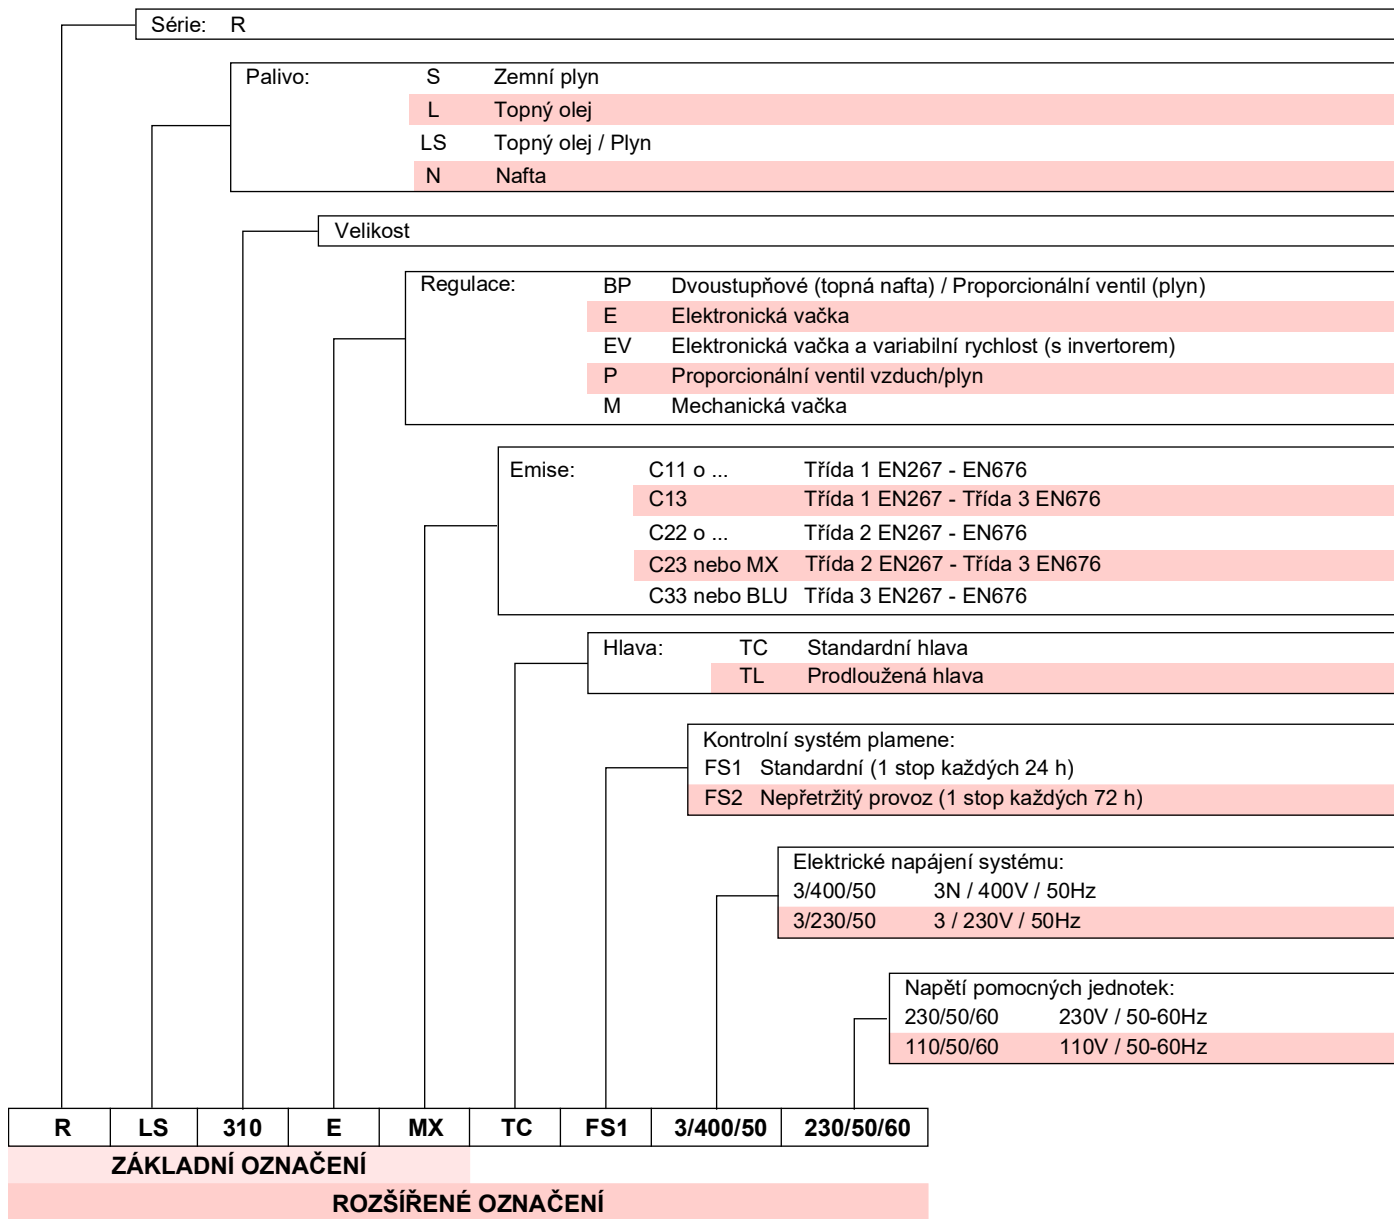 Série: R
Palivo: S Zemní plyn
L Topný olej
LS Topný olej / Plyn
N Nafta
Velikost
Regulace: BP Dvoustupňové (topná nafta) / Proporcionální ventil (plyn)
E Elektronická vačka
EV Elektronická vačka a variabilní rychlost (s invertorem)
P Proporcionální ventil vzduch/plyn
M Mechanická vačka
Emise: C11 o ... Třída 1 EN267 - EN676
C13 Třída 1 EN267 - Třída 3 EN676
C22 o ... Třída 2 EN267 - EN676
C23 nebo MX Třída 2 EN267 - Třída 3 EN676
C33 nebo BLU Třída 3 EN267 - EN676
Hlava: TC Standardní hlava
TL Prodloužená hlava
Kontrolní systém plamene:
FS1 Standardní (1 stop každých 24 h)
FS2 Nepřetržitý provoz (1 stop každých 72 h)
Elektrické napájení systému:
3/400/50 3N / 400V / 50Hz
3/230/50 3 / 230V / 50Hz
Napětí pomocných jednotek:
230/50/60 230V / 50-60Hz
110/50/60 110V / 50-60Hz
R LS 310 E MX TC FS1 3/400/50 230/50/60
ZÁKLADNÍ OZNAČENÍ
ROZŠÍŘENÉ OZNAČENÍ